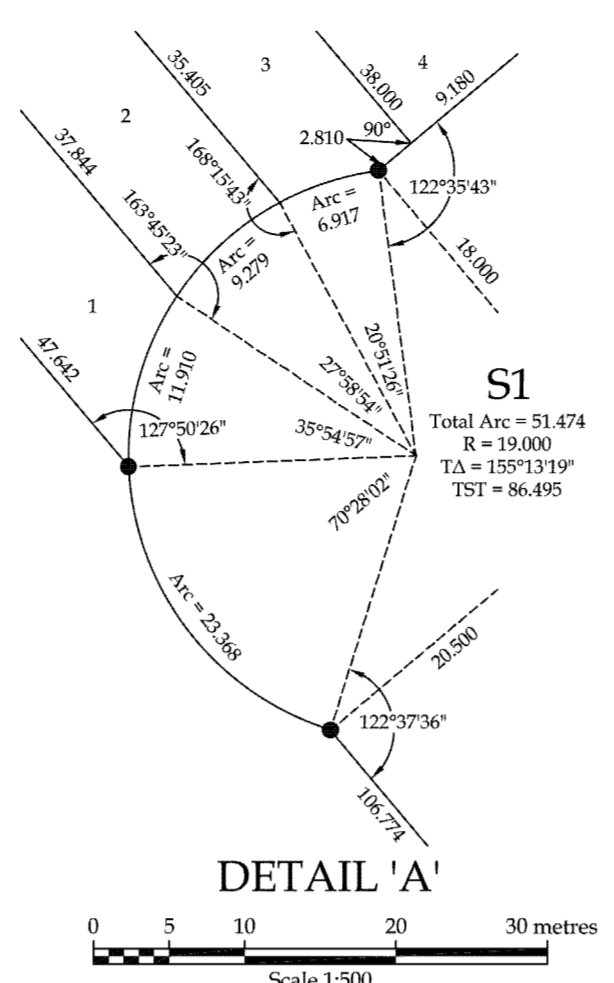 35.405
3
4
38.000
9.180
2
2.810
90°
37.844
168°15'43"
122°35'43"
Arc =
6.917
163°45'23"
Arc =
9.279
18.000
1
47.642
Arc =
11.910
20°51'26"
27°58'54"
S1
Total Arc = 51.474
R = 19.000
TΔ = 155°13'19"
TST = 86.495
127°50'26"
35°54'57"
70°28'02"
Arc = 23.368
20.500
122°37'36"
106.774
DETAIL 'A'
0 5 10 20 30 metres
Scale 1:500